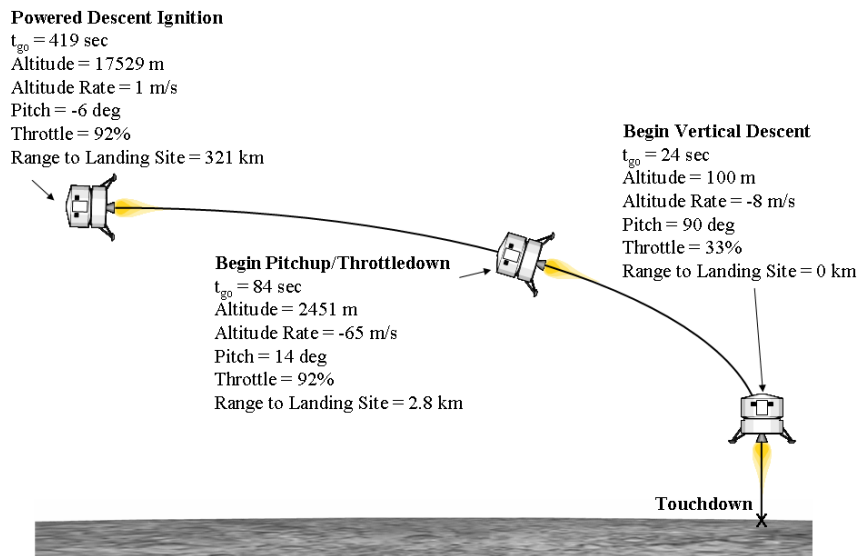 Powered Descent Ignition
tgo = 419 sec
Altitude = 17529 m
Altitude Rate = 1 m/s
Pitch = -6 deg
Throttle = 92%
Range to Landing Site = 321 km
Begin Pitchup/Throttledown
tgo = 84 sec
Altitude = 2451 m
Altitude Rate = -65 m/s
Pitch = 14 deg
Throttle = 92%
Range to Landing Site = 2.8 km
Begin Vertical Descent
tgo = 24 sec
Altitude = 100 m
Altitude Rate = -8 m/s
Pitch = 90 deg
Throttle = 33%
Range to Landing Site = 0 km
Touchdown
X